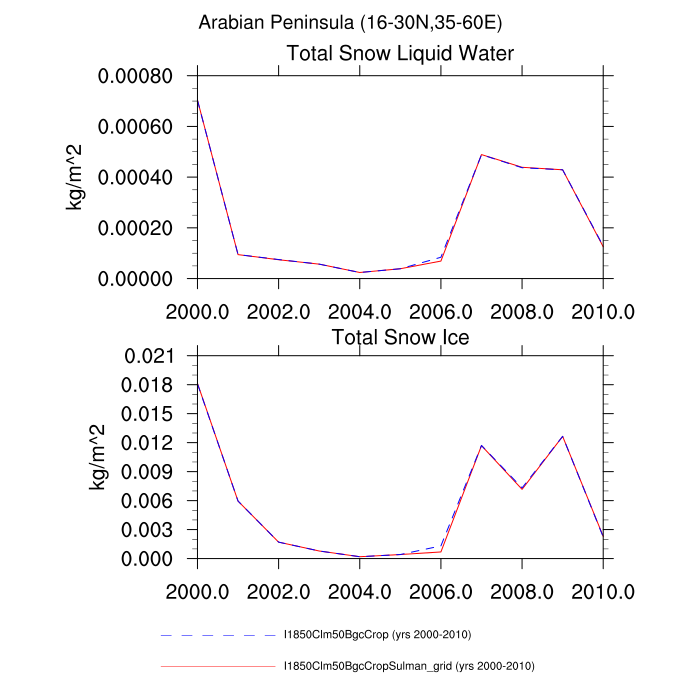 Arabian Peninsula (16-30N,35-60E)
Total Snow Liquid Water
0.00080
0.00060
0.00040
0.00020
0.00000
kg/m^2
2000.0 2002.0 2004.0 2006.0 2008.0 2010.0
Total Snow Ice
0.021
0.018
0.015
0.012
0.009
0.006
0.003
0.000
kg/m^2
2000.0 2002.0 2004.0 2006.0 2008.0 2010.0
I1850Clm50BgcCrop (yrs 2000-2010)
I1850Clm50BgcCropSulman_grid (yrs 2000-2010)